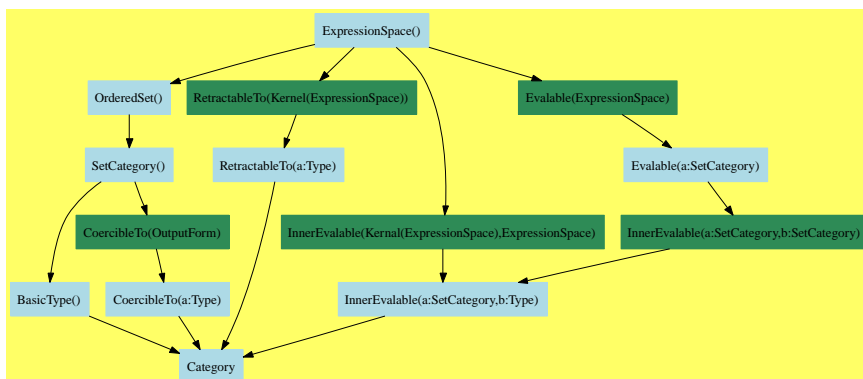 ExpressionSpace()
OrderedSet()
RetractableTo(Kernel(ExpressionSpace))
Evalable(ExpressionSpace)
SetCategory()
RetractableTo(a:Type)
Evalable(a:SetCategory)
CoercibleTo(OutputForm)
InnerEvalable(Kernal(ExpressionSpace),ExpressionSpace)
InnerEvalable(a:SetCategory,b:SetCategory)
BasicType()
CoercibleTo(a:Type)
InnerEvalable(a:SetCategory,b:Type)
Category